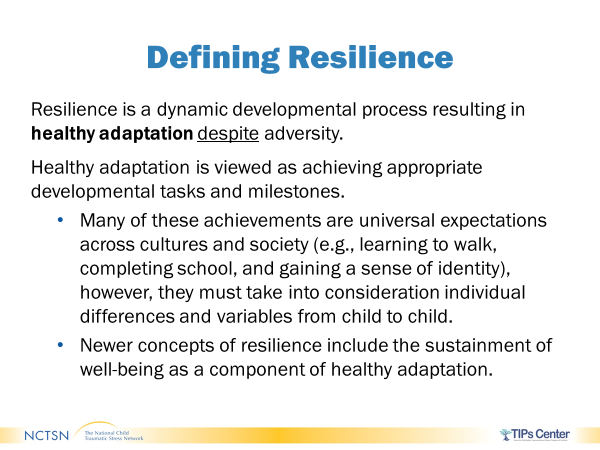 Defining Resilience
Resilience is a dynamic developmental process resulting in
healthy adaptation despite adversity.
Healthy adaptation is viewed as achieving appropriate
developmental tasks and milestones.
• Many of these achievements are universal expectations
across cultures and society (e.g., learning to walk,
completing school, and gaining a sense of identity),
however, they must take into consideration individual
differences and variables from child to child.
• Newer concepts of resilience include the sustainment of
well-being as a component of healthy adaptation.
NCTSN
The National Child
Traumatic Stress Network
TIPs Center